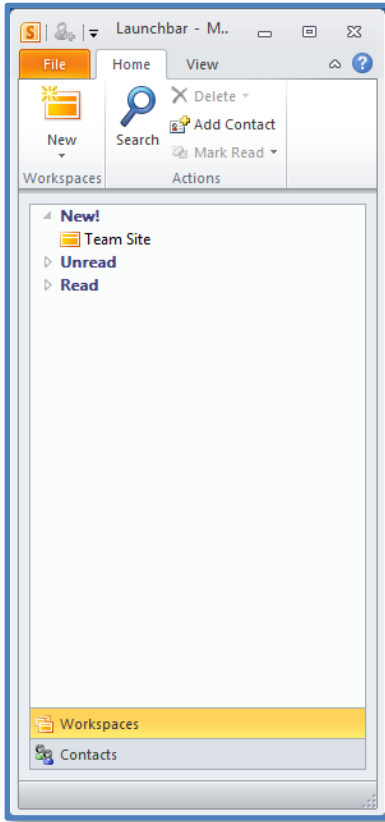 S Launchbar - M..
File Home View
New
Search
Delete
Add Contact
Mark Read
Workspaces Actions
New!
Team Site
Unread
Read
Workspaces
Contacts